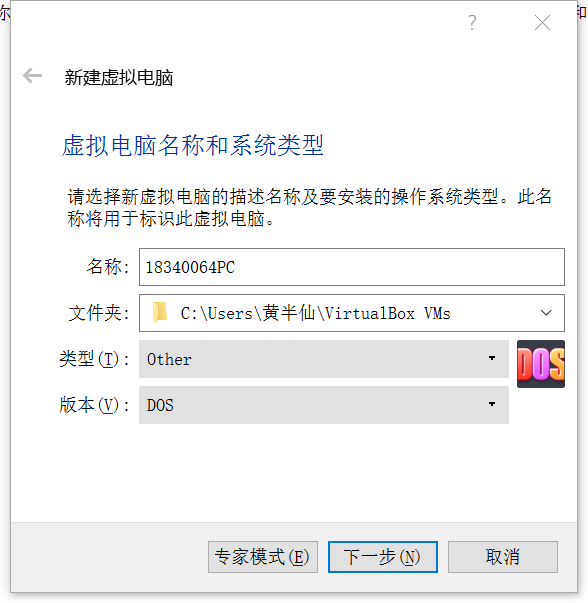 你
和
?
新建虚拟电脑
虚拟电脑名称和系统类型
请选择新虚拟电脑的描述名称及要安装的操作系统类型。此名
称将用于标识此虚拟电脑。
名称: 18340064PC
文件夹: C:\Users\黄半仙\VirtualBox VMs
类型(T): Other
DOS
版本(V): DOS
专家模式(E) 下一步(N) 取消